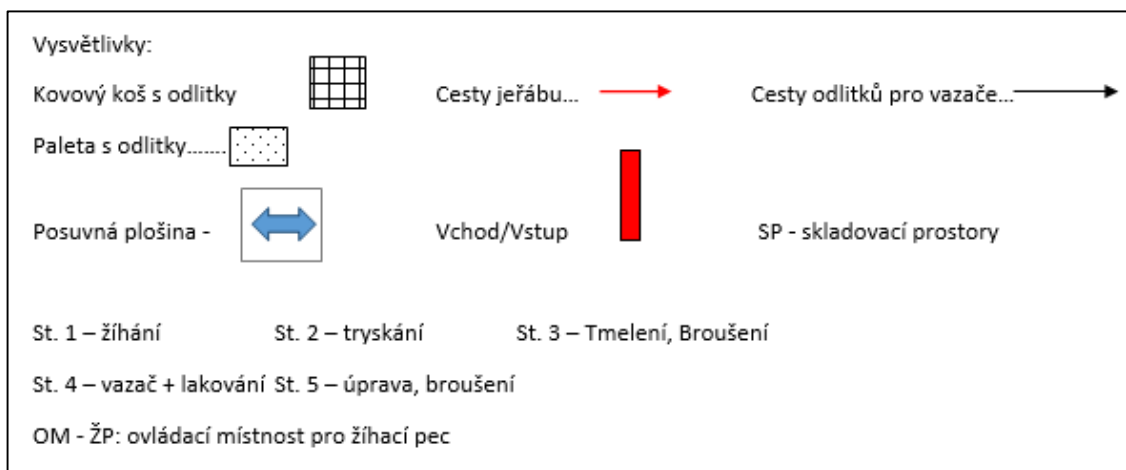 Vysvětlivky:
Kovový koš s odlitky Cesty jeřábu... Cesty odlitků pro vazače...
Paleta s odlitky.......
Posuvná plošina - Vchod/Vstup SP - skladovací prostory
St. 1 – žíhání St. 2 – tryskání St. 3 – Tmelení, Broušení
St. 4 – vazač + lakování St. 5 – úprava, broušení
OM - ŽP: ovládací místnost pro žíhací pec